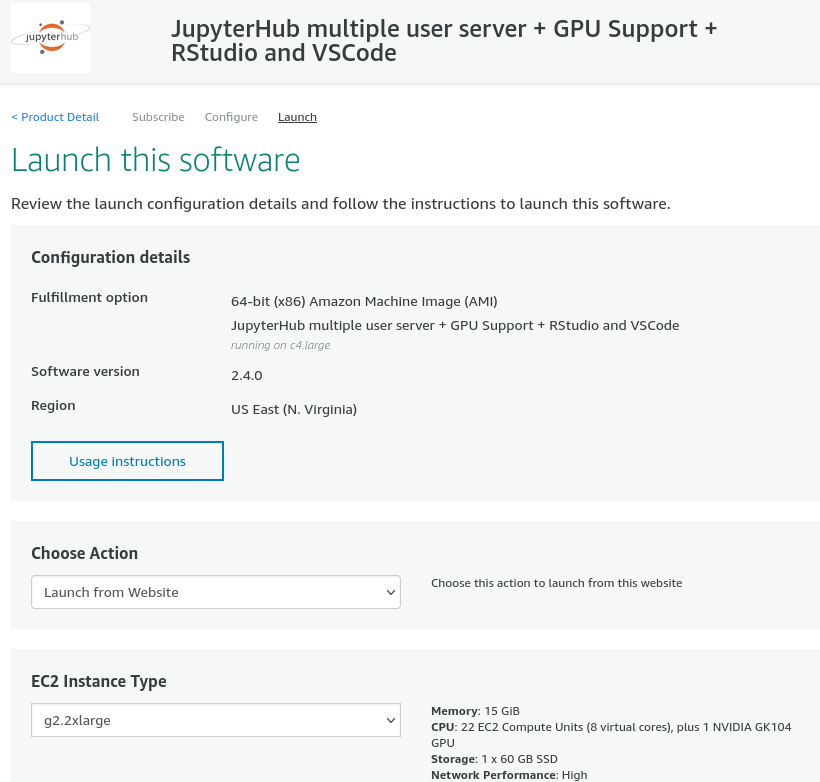 jupyterhub
JupyterHub multiple user server + GPU Support +
RStudio and VSCode
< Product Detail Subscribe Configure Launch
Launch this software
Review the launch configuration details and follow the instructions to launch this software.
Configuration details
Fulfillment option
64-bit (x86) Amazon Machine Image (AMI)
JupyterHub multiple user server + GPU Support + RStudio and VSCode
running on c4.large
Software version
2.4.0
Region
US East (N. Virginia)
Usage instructions
Choose Action
Launch from Website
Choose this action to launch from this website
EC2 Instance Type
g2.2xlarge
Memory: 15 GiB
CPU: 22 EC2 Compute Units (8 virtual cores), plus 1 NVIDIA GK104
GPU
Storage: 1 x 60 GB SSD
Network Performance: High